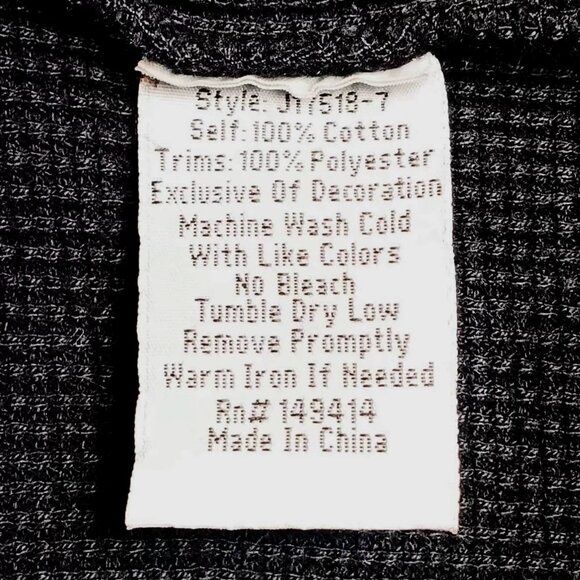 Style: J17618-7
Self: 100% Cotton
Trims: 100% Polyester
Exclusive Of Decoration
Machine Wash Cold
With Like Colors
No Bleach
Tumble Dry Low
Remove Promptly
Warm Iron If Needed
Rn# 149414
Made In China